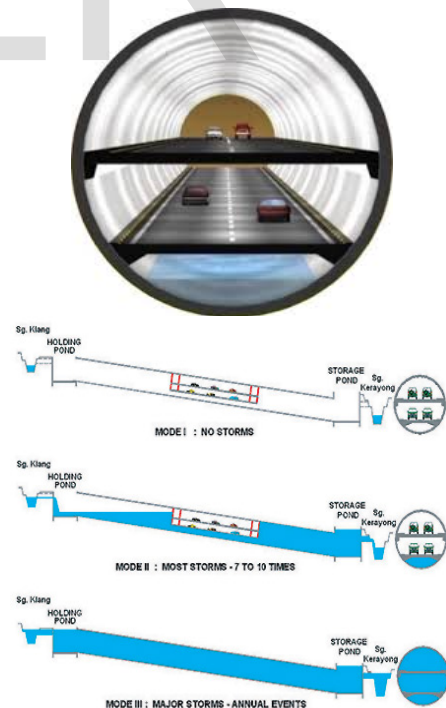 Sg. Klang
HOLDING
POND
STORAGE
POND
Sg.
Kerayong
MODE I : NO STORMS
Sg. Klang
HOLDING
POND
STORAGE
POND
Sg.
Kerayong
MODE II : MOST STORMS - 7 TO 10 TIMES
Sg. Klang
HOLDING
POND
STORAGE
POND
Sg.
Kerayong
MODE III : MAJOR STORMS - ANNUAL EVENTS